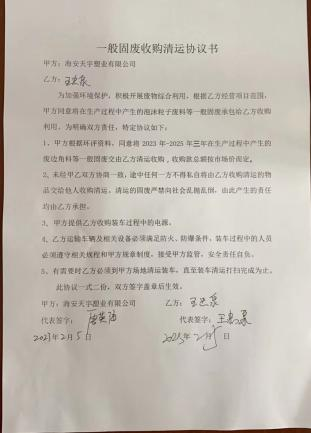 一般固废收购清运协议书
甲方：海安天宇塑业有限公司
乙方：
为加强环境保护，积极开展废物综合利用，根据乙方经营项目范围，
甲方同意将在生产过程中产生的泡沫粒子废料等一般固废承包给乙方收购
利用。为明确双方责任，特定协议如下：
1、甲方根据环评资料，同意将 2023 年-2025 年三年在生产过程中产生的
废边角料等一般固废交由乙方清运收购，收购款总额按市场价而定。
2、未经甲乙双方协商一致，途中任何一方不得私自将由乙方收购清运的物
品交给他人收购清运。清运的固废严禁向社会乱抛乱倒，由此产生的责任
均由乙方承担。
3、甲方提供乙方收购装车过程中的电源。
4、乙方运输车辆及相关设备必须满足防火、防爆条件，装车过程中的人员
必须遵守相关规程和甲方规章制度，接受甲方监管，安全责任自负。
5、有需要时乙方必须到甲方场地清运装车，直至装车清运打扫完成为止。
此协议一式二份，双方签字盖章后生效。
甲方：海安天宇塑业有限公司 乙方：
代表签字： 代表签字：
2023年2月5日 2023年2月5日